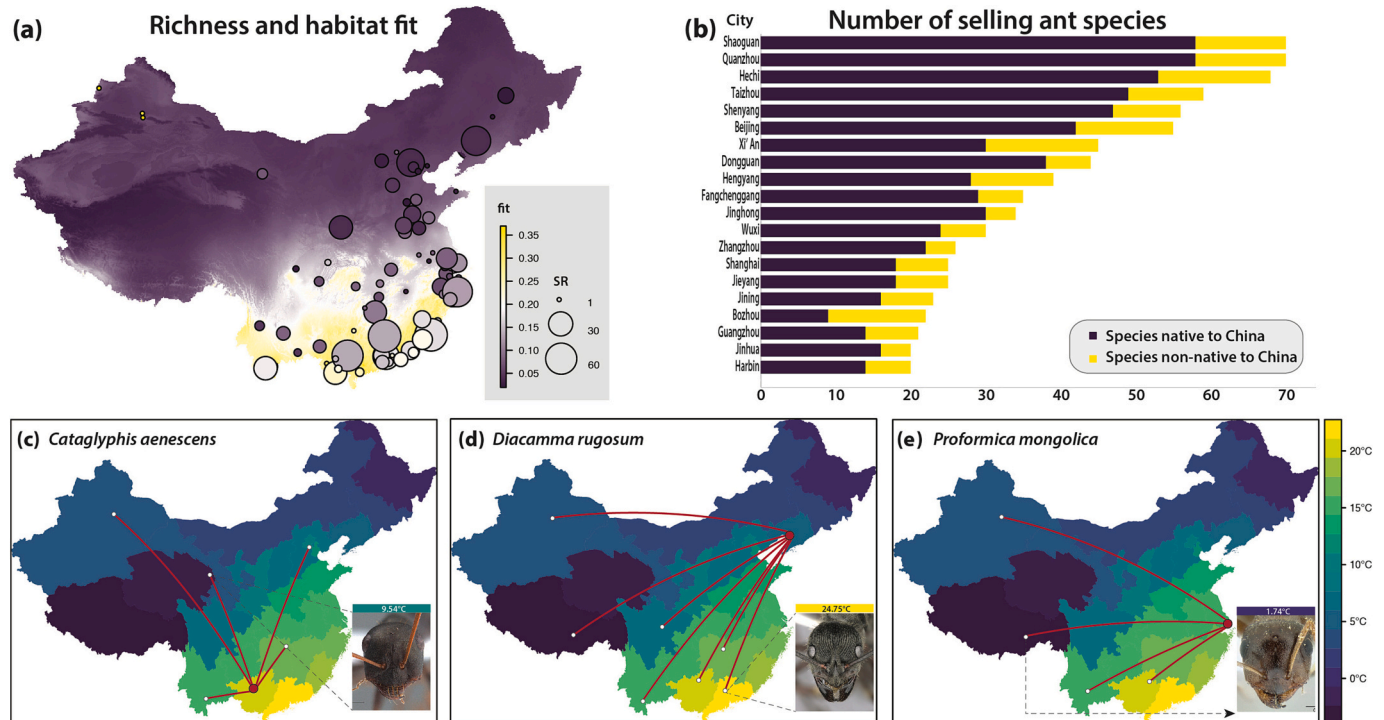 (a) Richness and habitat fit
fit
0.35
0.30
0.25
0.20
0.15
0.10
0.05
SR
1
30
60
(b) City Number of selling ant species
Shaoguan
Quanzhou
Hechi
Taizhou
Shenyang
Beijing
Xi' An
Dongguan
Hengyang
Fangchenggang
Jinghong
Wuxi
Zhangzhou
Shanghai
Jieyang
Jining
Bozhou
Guangzhou
Jinhua
Harbin
0 10 20 30 40 50 60 70
Species native to China
Species non-native to China
(c) Cataglyphis aenescens
9.54°C
(d) Diacamma rugosum
24.75°C
(e) Proformica mongolica
1.74°C
20°C
15°C
10°C
5°C
0°C